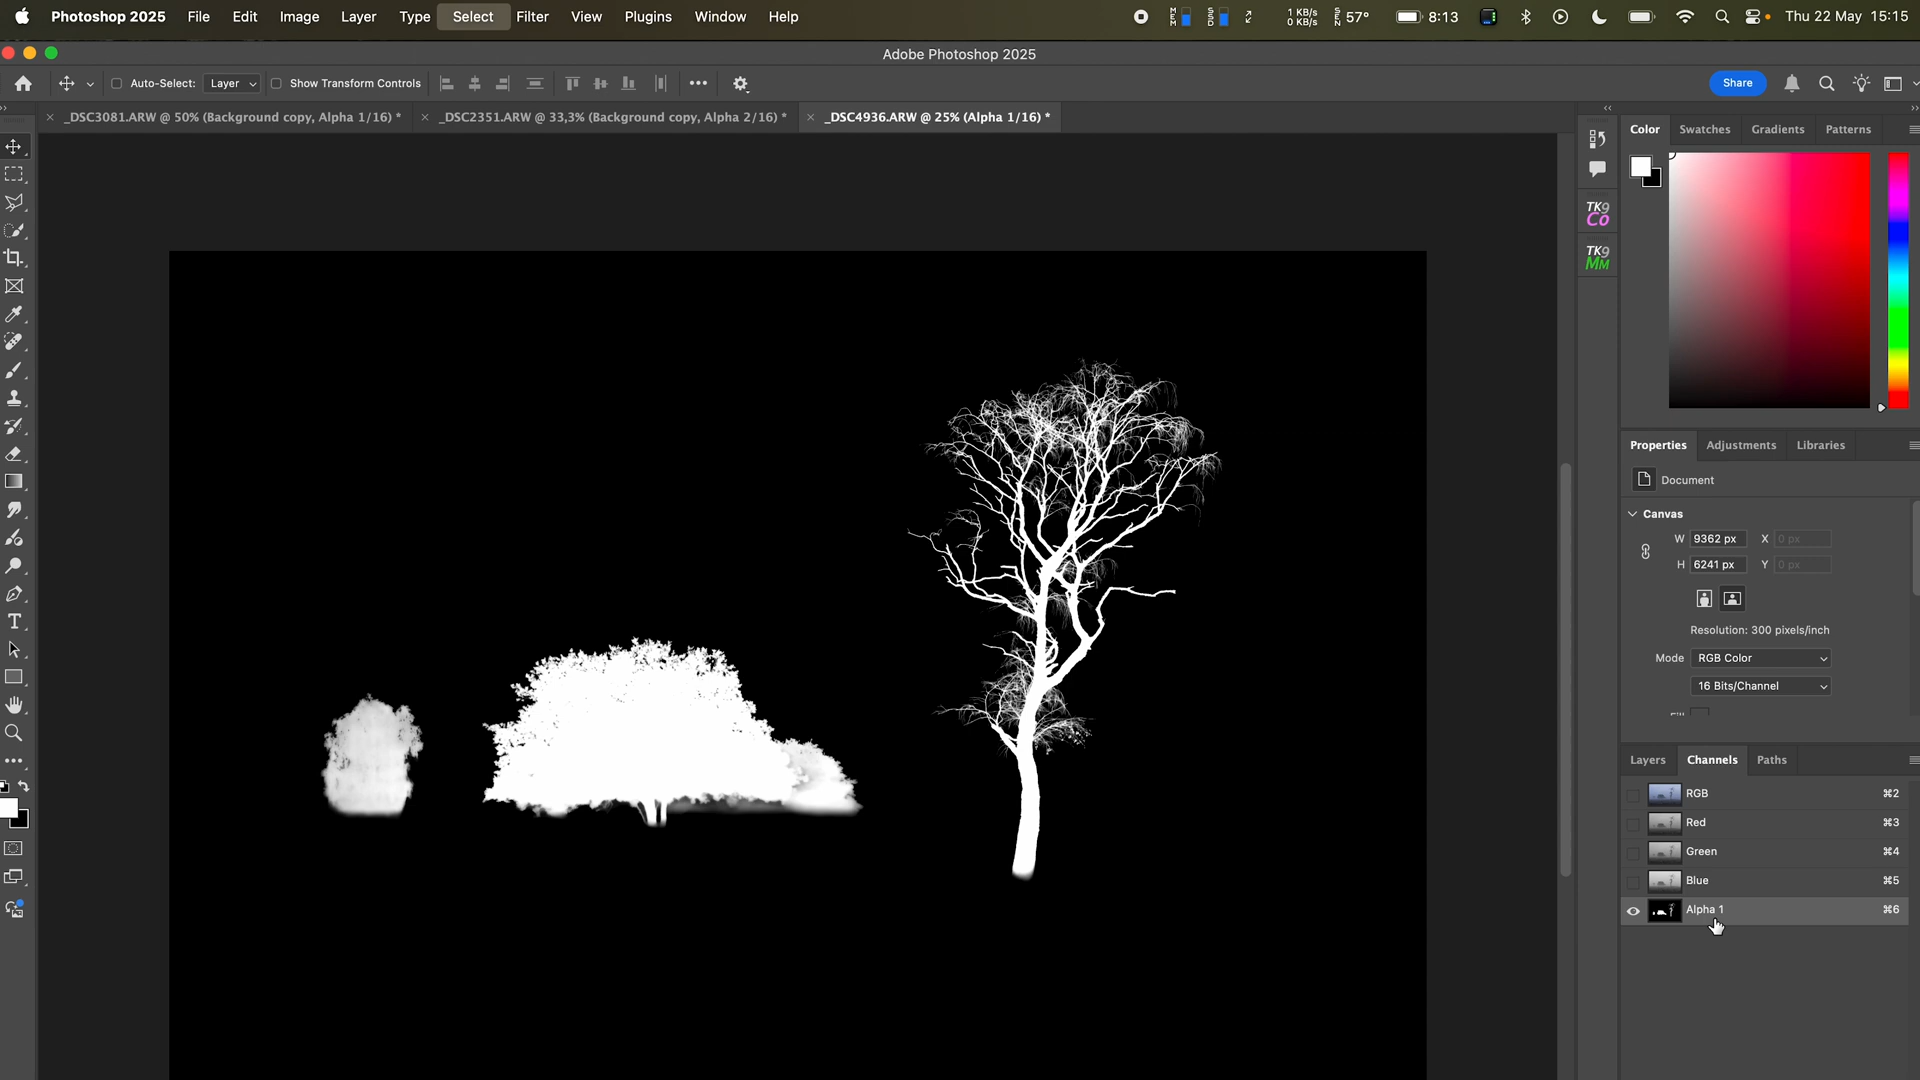 Photoshop 2025 File Edit Image Layer Type Select Filter View Plugins Window Help 1 KB/s 0 KB/s 57° 8:13 Thu 22 May 15:15
Adobe Photoshop 2025
Auto-Select: Layer Show Transform Controls Share
_DSC3081.ARW @ 50% (Background copy, Alpha 1/16) * _DSC2351.ARW @ 33,3% (Background copy, Alpha 2/16) * _DSC4936.ARW @ 25% (Alpha 1/16) *
Color Swatches Gradients Patterns
TK9
Co
TK9
MM
Properties Adjustments Libraries
Document
Canvas
W 9362 px X 0 px
H 6241 px Y 0 px
Resolution: 300 pixels/inch
Mode RGB Color
16 Bits/Channel
Layers Channels Paths
RGB ⌘2
Red ⌘3
Green ⌘4
Blue ⌘5
Alpha 1 ⌘6